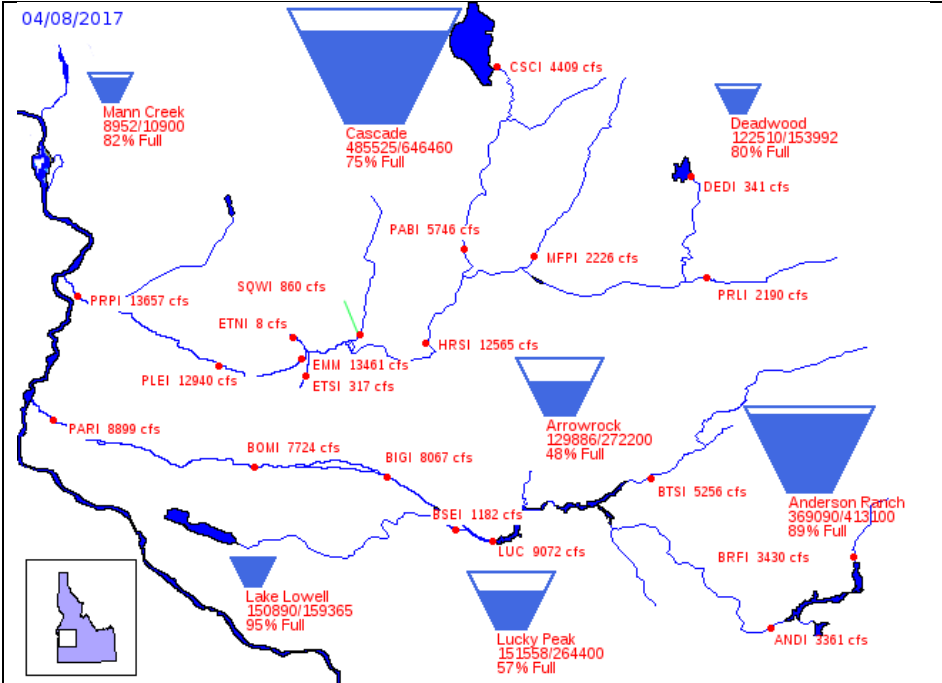 04/08/2017
CSCI 4409 cfs
Mann Creek
8952/10900
82% Full
Cascade
485525/646460
75% Full
Deadwood
122510/153992
80% Full
DEDI 341 cfs
PABI 5746 cfs
MFPI 2226 cfs
PRLI 2190 cfs
SQWI 860 cfs
PRPI 13657 cfs
ETNI 8 cfs
HRSI 12565 cfs
EMM 13461 cfs
PLEI 12940 cfs
ETSI 317 cfs
Arrowrock
129886/272200
48% Full
PARI 8899 cfs
BOMI 7724 cfs
BIGI 8067 cfs
BTSI 5256 cfs
Anderson Ranch
369090/413100
89% Full
BSEI 1182 cfs
LUC 9072 cfs
BRFI 3430 cfs
Lake Lowell
150890/159365
95% Full
Lucky Peak
151558/264400
57% Full
ANDI 3361 cfs